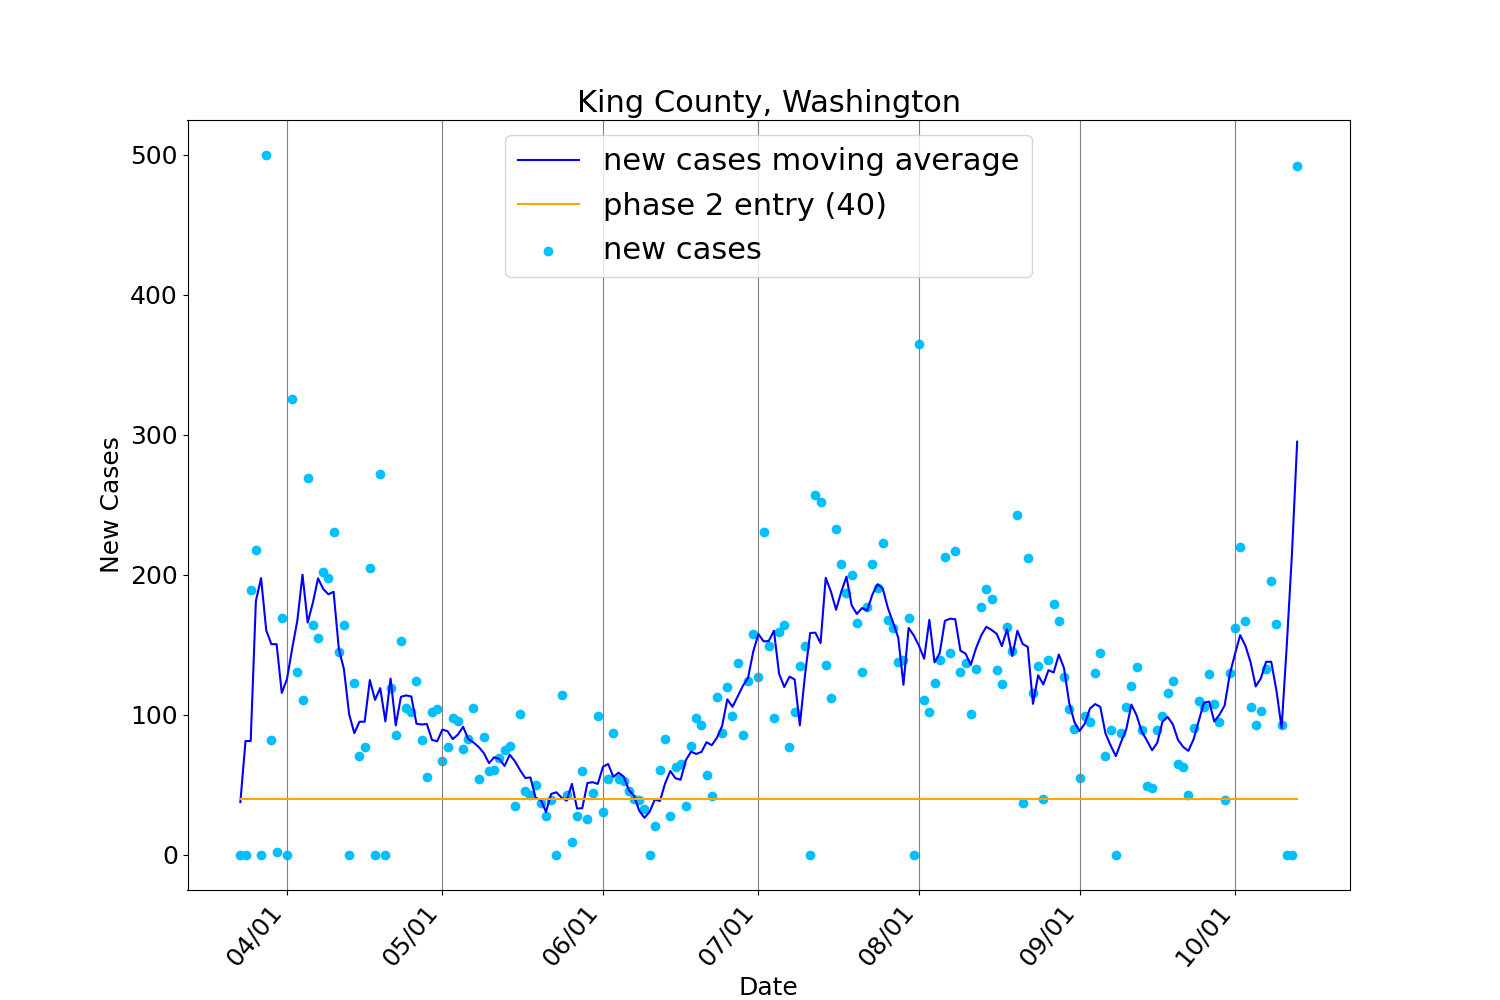 King County, Washington
new cases moving average
phase 2 entry (40)
new cases
500
400
300
200
100
0
New Cases
04/01
05/01
06/01
07/01
08/01
09/01
10/01
Date